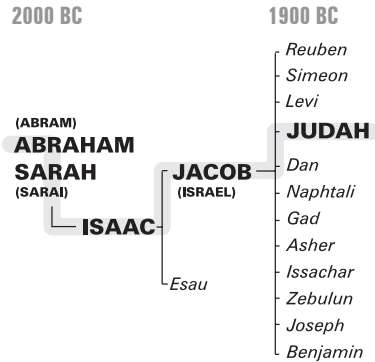 2000 BC
1900 BC
(ABRAM)
ABRAHAM
SARAH
(SARAI)
ISAAC
JACOB
(ISRAEL)
Esau
Reuben
Simeon
Levi
JUDAH
Dan
Naphtali
Gad
Asher
Issachar
Zebulun
Joseph
Benjamin